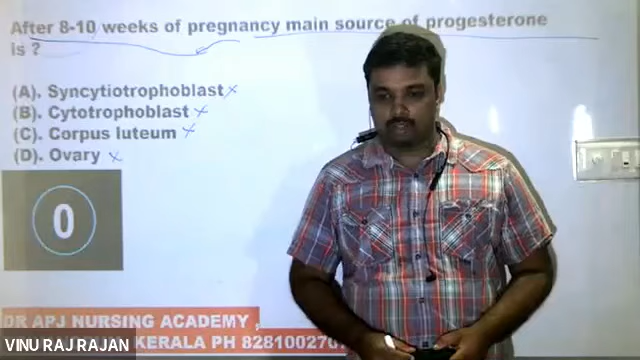 After 8-10 weeks of pregnancy main source of progesterone
is ?
(A). Syncytiotrophoblast
(B). Cytotrophoblast
(C). Corpus luteum
(D). Ovary
0
DR APJ NURSING ACADEMY ,
KERALA PH 82810027
VINU RAJ RAJAN